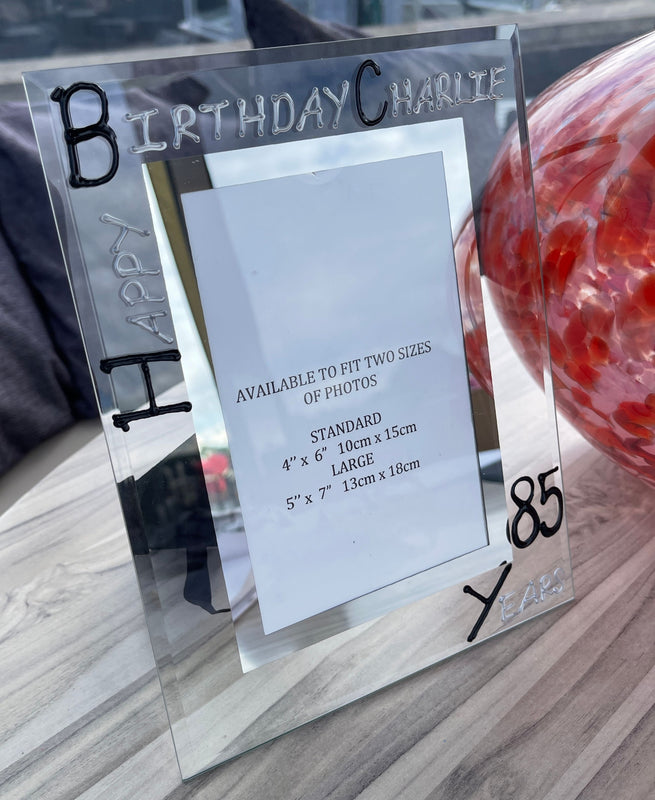 HAPPY
BIRTHDAY CHARLIE
AVAILABLE TO FIT TWO SIZES
OF PHOTOS
STANDARD
4” x 6” 10cm x 15cm
LARGE
5” x 7” 13cm x 18cm
85
YEARS